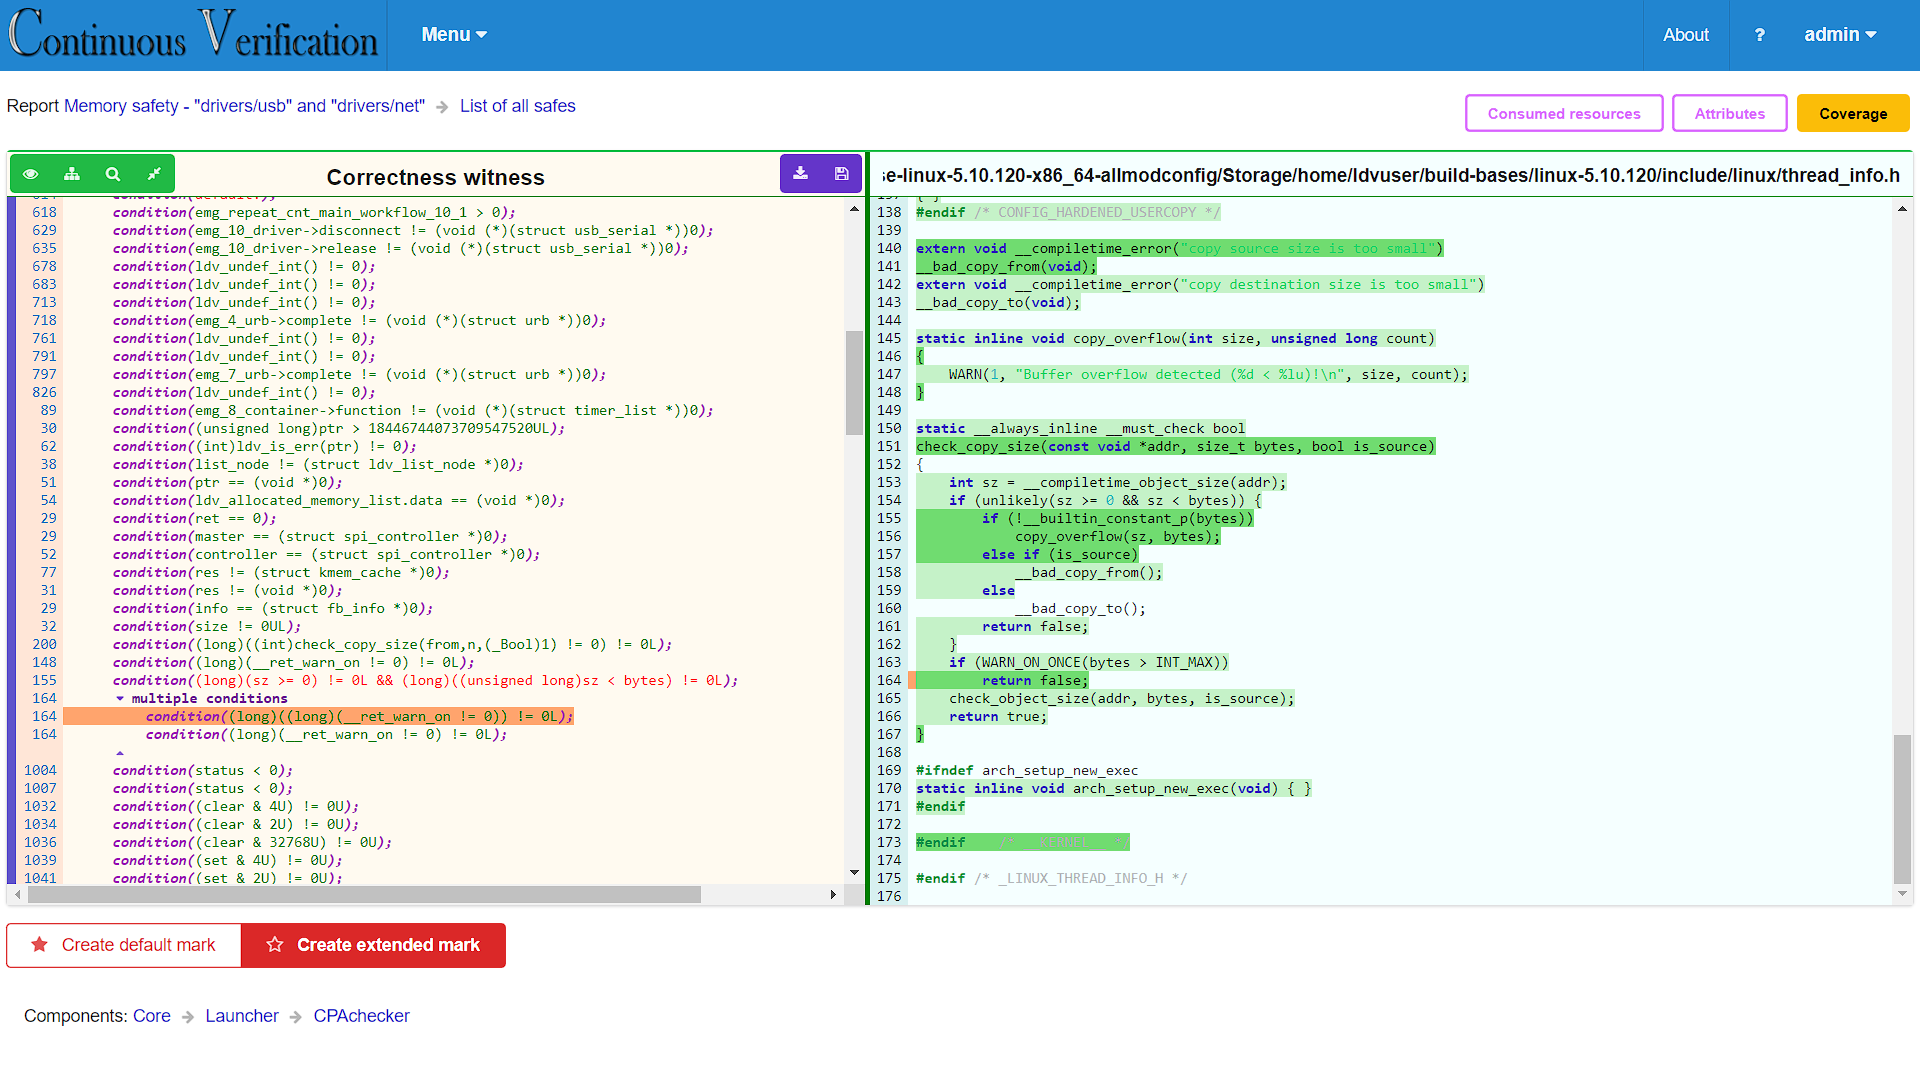 Continuous Verification
Menu
About
?
admin
Report Memory safety - "drivers/usb" and "drivers/net" List of all safes
Consumed resources
Attributes
Coverage
Correctness witness
618 condition(emg_repeat_cnt_main_workflow_10_1 > 0);
629 condition(emg_10_driver->disconnect != (void (*)(struct usb_serial *))0);
635 condition(emg_10_driver->release != (void (*)(struct usb_serial *))0);
678 condition(ldv_undef_int() != 0);
683 condition(ldv_undef_int() != 0);
713 condition(ldv_undef_int() != 0);
718 condition(emg_4_urb->complete != (void (*)(struct urb *))0);
761 condition(ldv_undef_int() != 0);
791 condition(ldv_undef_int() != 0);
797 condition(emg_7_urb->complete != (void (*)(struct urb *))0);
826 condition(ldv_undef_int() != 0);
89 condition(emg_8_container->function != (void (*)(struct timer_list *))0);
30 condition((unsigned long)ptr > 18446744073709547520UL);
62 condition((int)ldv_is_err(ptr) != 0);
38 condition(list_node != (struct ldv_list_node *)0);
51 condition(ptr == (void *)0);
54 condition(ldv_allocated_memory_list.data == (void *)0);
29 condition(ret == 0);
29 condition(master == (struct spi_controller *)0);
52 condition(controller == (struct spi_controller *)0);
77 condition(res != (struct kmem_cache *)0);
31 condition(res != (void *)0);
29 condition(info == (struct fb_info *)0);
32 condition(size != 0UL);
200 condition((long)((int)check_copy_size(from,n,(_Bool)1) != 0) != 0L);
148 condition((long)(__ret_warn_on != 0) != 0L);
155 condition((long)(sz >= 0) != 0L && (long)((unsigned long)sz < bytes) != 0L);
164 multiple conditions
164 condition((long)((long)(__ret_warn_on != 0)) != 0L);
164 condition((long)(__ret_warn_on != 0) != 0L);
1004 condition(status < 0);
1007 condition(status < 0);
1032 condition((clear & 4U) != 0U);
1034 condition((clear & 2U) != 0U);
1036 condition((clear & 32768U) != 0U);
1039 condition((set & 4U) != 0U);
1041 condition((set & 2U) != 0U);
se-linux-5.10.120-x86_64-allmodconfig/Storage/home/ldvuser/build-bases/linux-5.10.120/include/linux/thread_info.h
138 #endif /* CONFIG_HARDENED_USERCOPY */
139
140 extern void __compiletime_error("copy source size is too small")
141 __bad_copy_from(void);
142 extern void __compiletime_error("copy destination size is too small")
143 __bad_copy_to(void);
144
145 static inline void copy_overflow(int size, unsigned long count)
146 {
147 WARN(1, "Buffer overflow detected (%d < %lu)!\n", size, count);
148 }
149
150 static __always_inline __must_check bool
151 check_copy_size(const void *addr, size_t bytes, bool is_source)
152 {
153 int sz = __compiletime_object_size(addr);
154 if (unlikely(sz >= 0 && sz < bytes)) {
155 if (!__builtin_constant_p(bytes))
156 copy_overflow(sz, bytes);
157 else if (is_source)
158 __bad_copy_from();
159 else
160 __bad_copy_to();
161 return false;
162 }
163 if (WARN_ON_ONCE(bytes > INT_MAX))
164 return false;
165 check_object_size(addr, bytes, is_source);
166 return true;
167 }
168
169 #ifndef arch_setup_new_exec
170 static inline void arch_setup_new_exec(void) { }
171 #endif
172
173 #endif
174
175 #endif /* _LINUX_THREAD_INFO_H */
176
Create default mark
Create extended mark
Components: Core Launcher CPAchecker